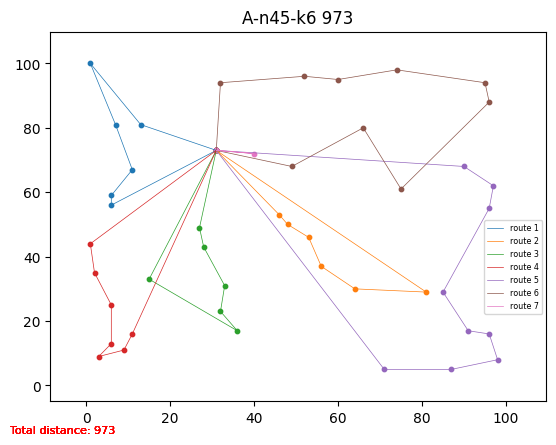 A-n45-k6 973
100
80
60
40
20
0
route 1
route 2
route 3
route 4
route 5
route 6
route 7
0 20 40 60 80 100
Total distance: 973